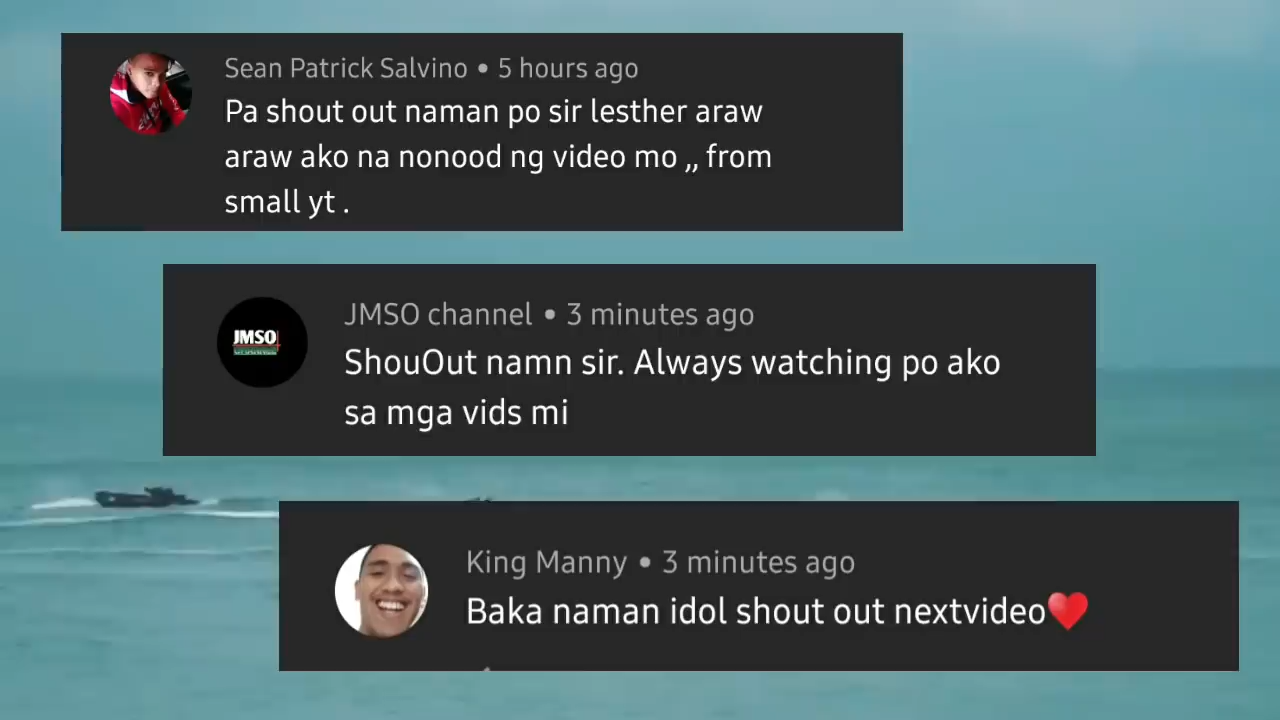 Sean Patrick Salvino • 5 hours ago
Pa shout out naman po sir lesther araw
araw ako na nonood ng video mo ,, from
small yt .
JMSO
JMSO channel • 3 minutes ago
ShouOut namn sir. Always watching po ako
sa mga vids mi
King Manny • 3 minutes ago
Baka naman idol shout out nextvideo❤️